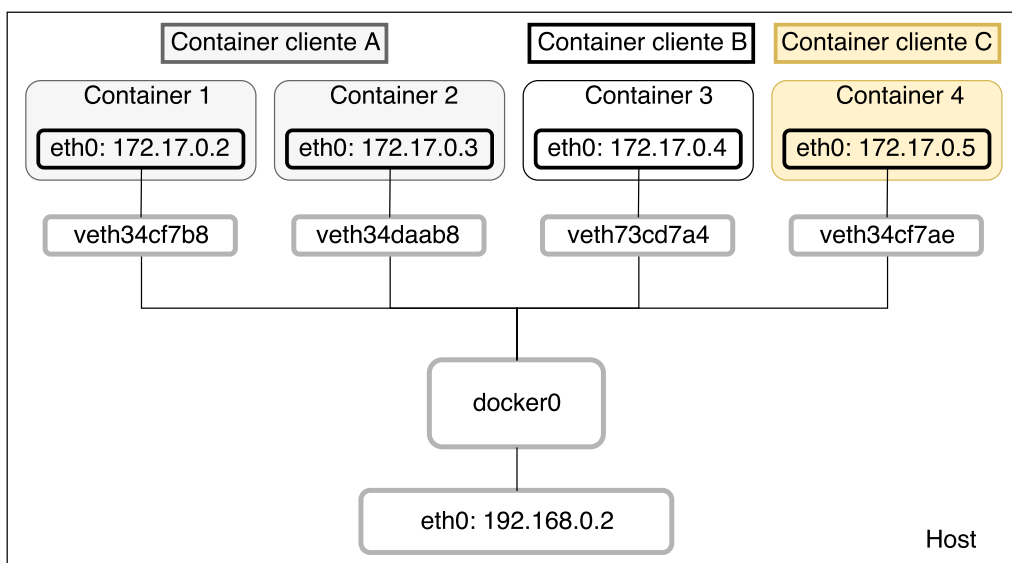 Container cliente A
Container cliente B
Container cliente C
Container 1
Container 2
Container 3
Container 4
eth0: 172.17.0.2
eth0: 172.17.0.3
eth0: 172.17.0.4
eth0: 172.17.0.5
veth34cf7b8
veth34daab8
veth73cd7a4
veth34cf7ae
docker0
eth0: 192.168.0.2
Host